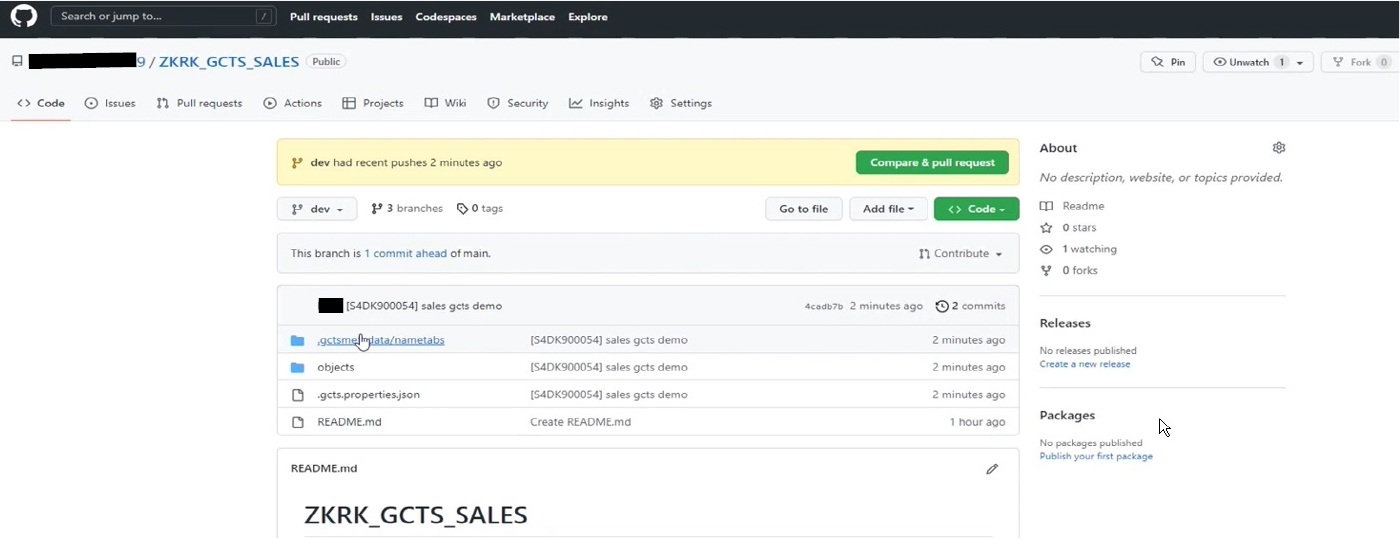 Search or jump to... / Pull requests Issues Codespaces Marketplace Explore
9 / ZKRK_GCTS_SALES Public Pin Unwatch 1 Fork 0
Code Issues Pull requests Actions Projects Wiki Security Insights Settings
dev had recent pushes 2 minutes ago Compare & pull request
dev 3 branches 0 tags Go to file Add file Code
This branch is 1 commit ahead of main. Contribute
[S4DK900054] sales gcts demo 4cadb7b 2 minutes ago 2 commits
.gctsmetadata/nametabs [S4DK900054] sales gcts demo 2 minutes ago
objects [S4DK900054] sales gcts demo 2 minutes ago
.gcts.properties.json [S4DK900054] sales gcts demo 2 minutes ago
README.md Create README.md 1 hour ago
README.md
ZKRK_GCTS_SALES
About
No description, website, or topics provided.
Readme
0 stars
1 watching
0 forks
Releases
No releases published
Create a new release
Packages
No packages published
Publish your first package